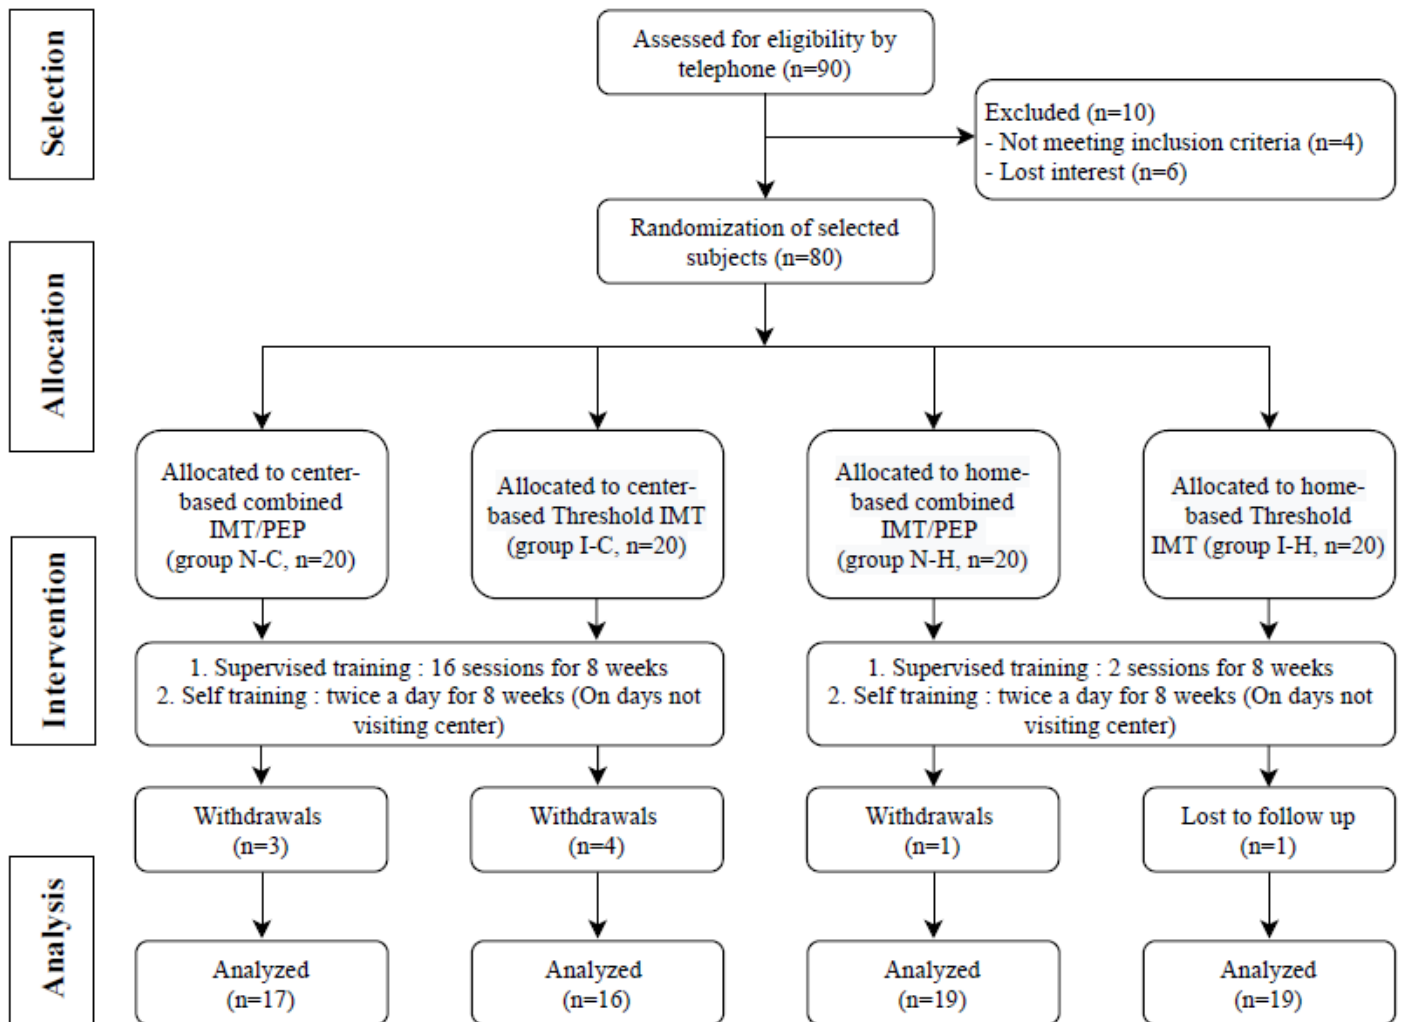 Selection
Assessed for eligibility by
telephone (n=90)
Excluded (n=10)
- Not meeting inclusion criteria (n=4)
- Lost interest (n=6)
Randomization of selected
subjects (n=80)
Allocation
Allocated to center-
based combined
IMT/PEP
(group N-C, n=20)
Allocated to center-
based Threshold IMT
(group I-C, n=20)
Allocated to home-
based combined
IMT/PEP
(group N-H, n=20)
Allocated to home-
based Threshold
IMT (group I-H, n=20)
Intervention
1. Supervised training : 16 sessions for 8 weeks
2. Self training : twice a day for 8 weeks (On days not
visiting center)
1. Supervised training : 2 sessions for 8 weeks
2. Self training : twice a day for 8 weeks (On days not
visiting center)
Withdrawals
(n=3)
Withdrawals
(n=4)
Withdrawals
(n=1)
Lost to follow up
(n=1)
Analysis
Analyzed
(n=17)
Analyzed
(n=16)
Analyzed
(n=19)
Analyzed
(n=19)